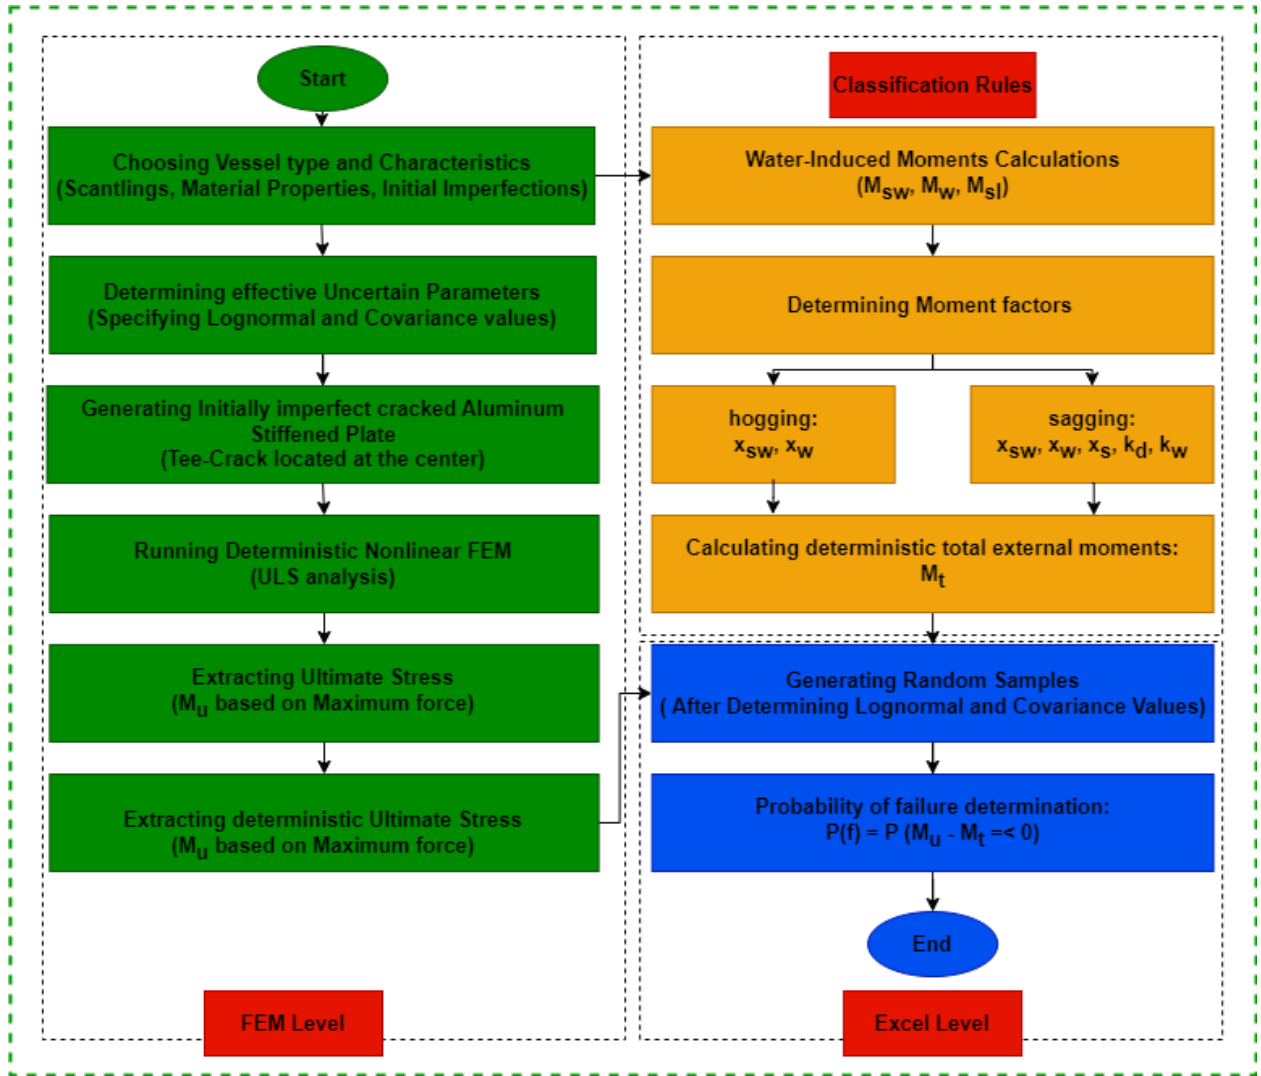 Start
Choosing Vessel type and Characteristics
(Scantlings, Material Properties, Initial Imperfections)
Determining effective Uncertain Parameters
(Specifying Lognormal and Covariance values)
Generating Initially imperfect cracked Aluminum
Stiffened Plate
(Tee-Crack located at the center)
Running Deterministic Nonlinear FEM
(ULS analysis)
Extracting Ultimate Stress
(Mu based on Maximum force)
Extracting deterministic Ultimate Stress
(Mu based on Maximum force)
FEM Level
Classification Rules
Water-Induced Moments Calculations
(Msw, Mw, Msl)
Determining Moment factors
hogging:
xsw, xw
sagging:
xsw, xw, xs, kd, kw
Calculating deterministic total external moments:
Mt
Generating Random Samples
( After Determining Lognormal and Covariance Values)
Probability of failure determination:
P(f) = P (Mu - Mt =< 0)
End
Excel Level